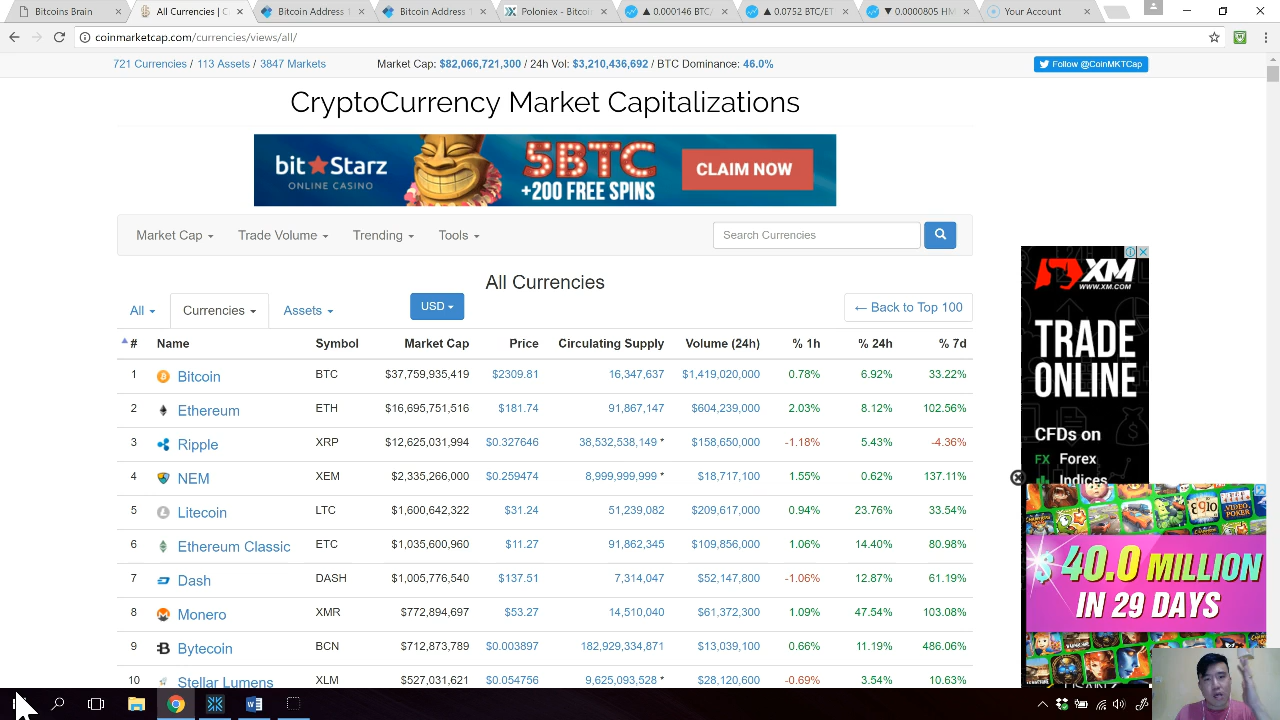 Bitcoins Brain
All Currencies | C
Bitcoin Address T
Bitcoin Address T
Poloniex - Bitcoin
▲ 0.000146 BTC/
▲ 0.0752 BTC/ET
▼ 0.0000805 HM
Your Account
coinmarketcap.com/currencies/views/all/
721 Currencies / 113 Assets / 3847 Markets
Market Cap: $82,066,721,300 / 24h Vol: $3,210,436,692 / BTC Dominance: 46.0%
Follow @CoinMKTCap
CryptoCurrency Market Capitalizations
bit★Starz
ONLINE CASINO
5BTC
+200 FREE SPINS
CLAIM NOW
Market Cap
Trade Volume
Trending
Tools
Search Currencies
All Currencies
All
Currencies
Assets
USD
← Back to Top 100
# Name Symbol Market Cap Price Circulating Supply Volume (24h) % 1h % 24h % 7d
1 Bitcoin BTC $2309.81 16,347,637 $1,419,020,000 0.78% 6.92% 33.22%
2 Ethereum ETH $16,695,751,516 $181.74 91,867,147 $604,239,000 2.03% 8.12% 102.56%
3 Ripple XRP $12,625,031,994 $0.327646 38,532,538,149 * $158,650,000 -1.18% 5.43% -4.36%
4 NEM XEM $2,335,266,000 $0.259474 8,999,999,999 * $18,717,100 1.55% 0.62% 137.11%
5 Litecoin LTC $1,600,642,322 $31.24 51,239,082 $209,617,000 0.94% 23.76% 33.54%
6 Ethereum Classic ETC $1,035,600,960 $11.27 91,862,345 $109,856,000 1.06% 14.40% 80.98%
7 Dash DASH $1,005,776,540 $137.51 7,314,047 $52,147,800 -1.06% 12.87% 61.19%
8 Monero XMR $772,894,697 $53.27 14,510,040 $61,372,300 1.09% 47.54% 103.08%
9 Bytecoin BCN $712,873,789 $0.003897 182,929,334,871 $13,039,100 0.66% 11.19% 486.06%
10 Stellar Lumens XLM $527,031,621 $0.054756 9,625,093,528 * $28,120,600 -0.69% 3.54% 10.63%
XM
WWW.XM.COM
TRADE
ONLINE
CFDs on
FX Forex
Indices
VIDEO
POKER
$ 40.0 MILLION
IN 29 DAYS